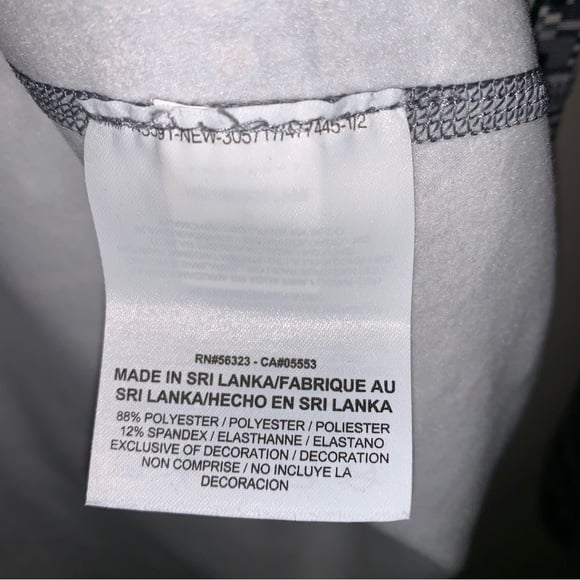 RN#56323 - CA#05553
MADE IN SRI LANKA/FABRIQUE AU
SRI LANKA/HECHO EN SRI LANKA
88% POLYESTER / POLYESTER / POLIESTER
12% SPANDEX / ELASTHANNE / ELASTANO
EXCLUSIVE OF DECORATION / DECORATION
NON COMPRISE / NO INCLUYE LA
DECORACION